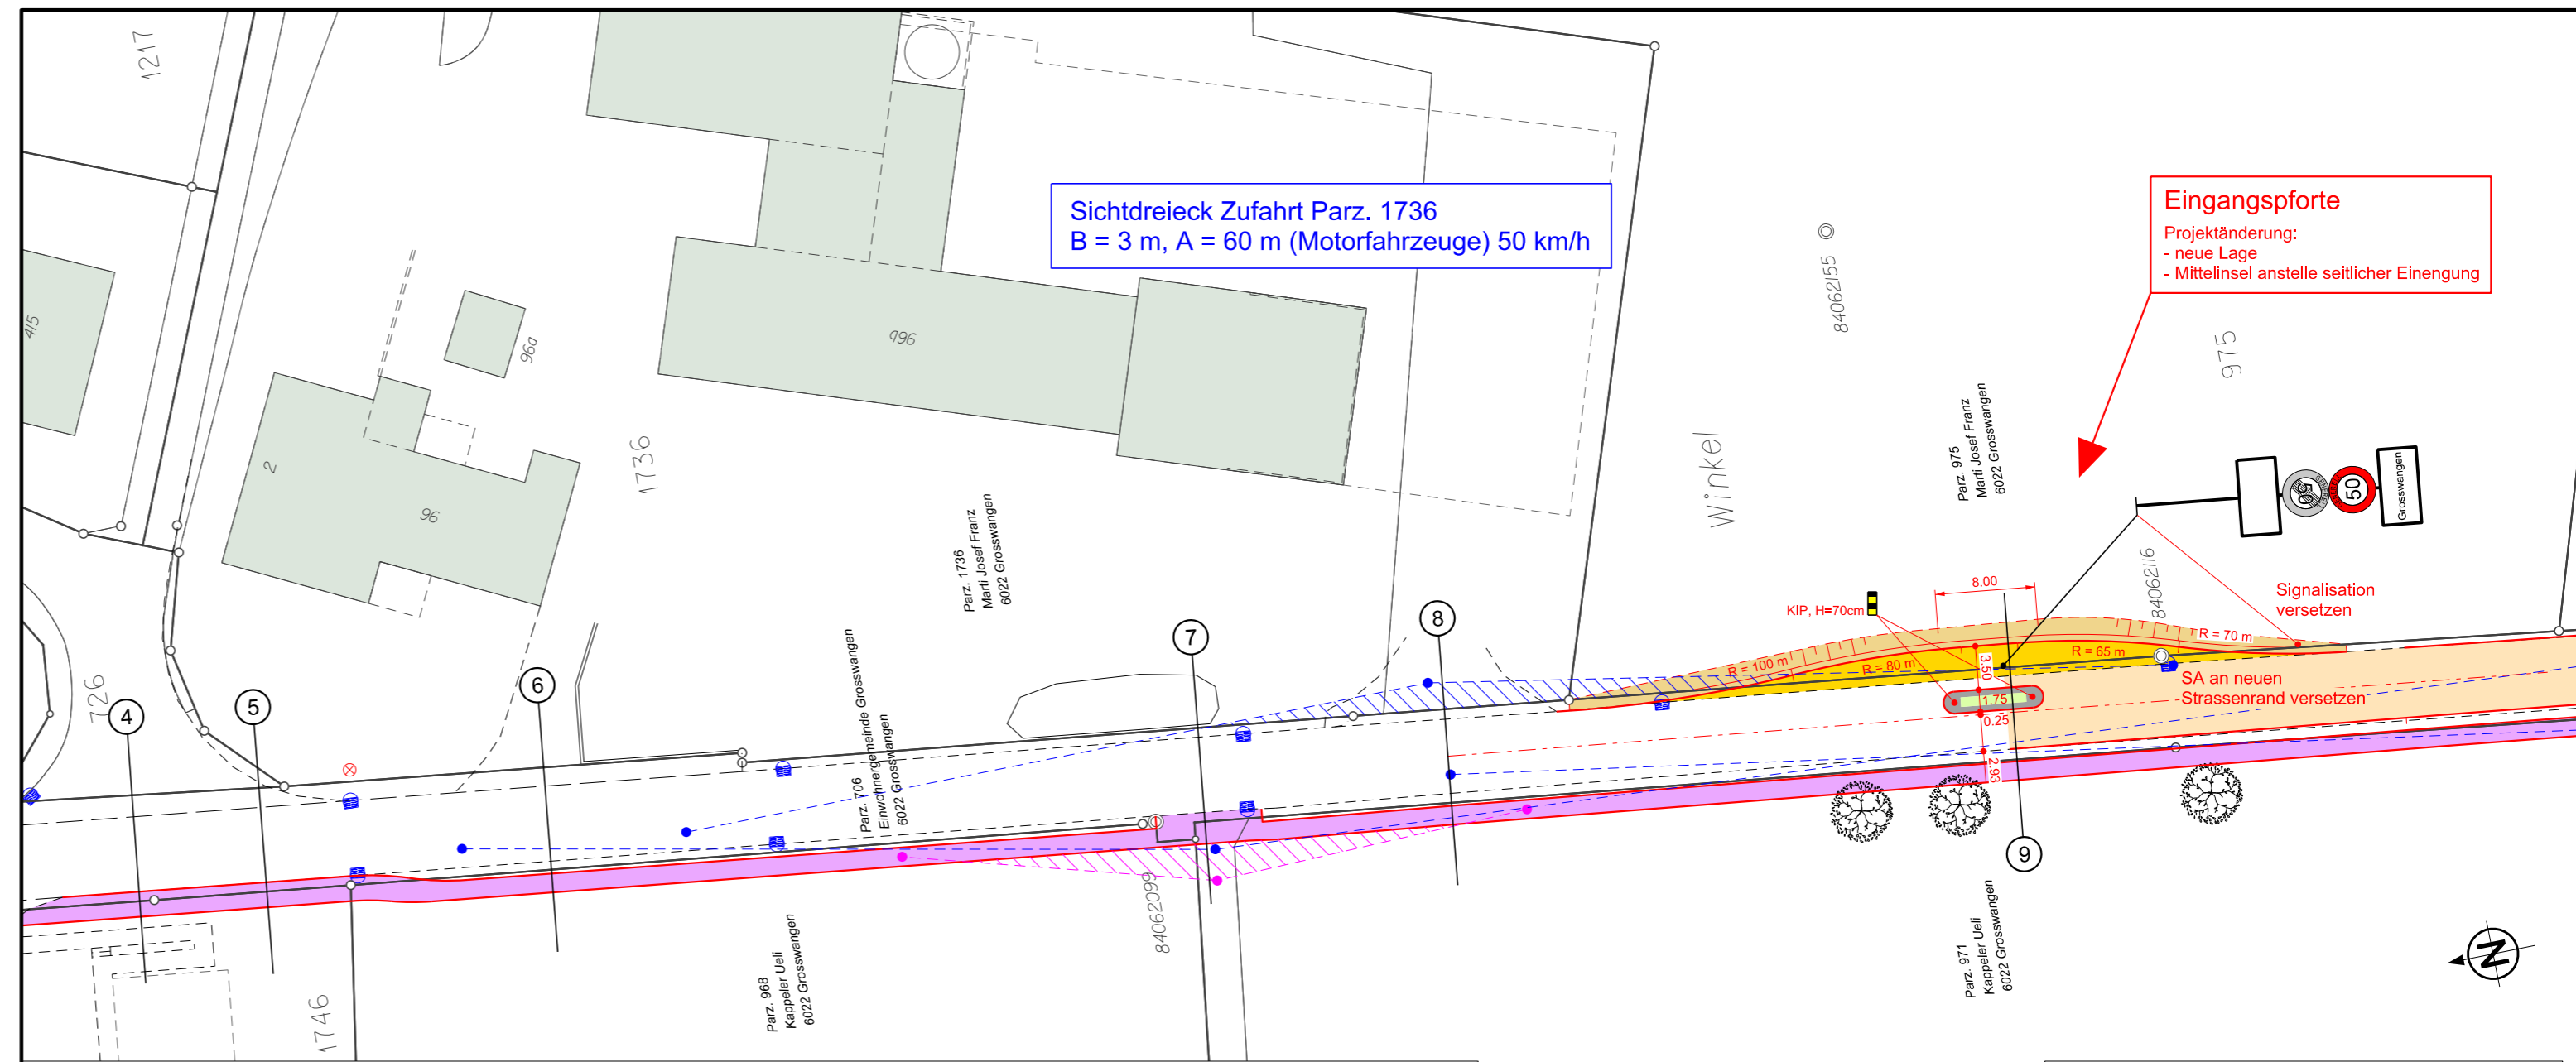 1217
415
2
96
96a
726
4
5
6
7
8
9
1736
1746
Parz. 1736
Marti Josef Franz
6022 Grosswangen
Parz. 706
Einwohnergemeinde Grosswangen
6022 Grosswangen
Parz. 968
Kappeler Ueli
6022 Grosswangen
84062099
Sichtdreieck Zufahrt Parz. 1736
B = 3 m, A = 60 m (Motorfahrzeuge) 50 km/h
Winkel
84062155
Eingangspforte
Projektänderung:
- neue Lage
- Mittelinsel anstelle seitlicher Einengung
975
Parz. 975
Marti Josef Franz
6022 Grosswangen
50
50
Grosswangen
84062116
Signalisation
versetzen
KIP, H=70cm
8.00
R = 100 m
R = 80 m
R = 65 m
R = 70 m
3.50
1.75
0.25
2.93
SA an neuen
Strassenrand versetzen
Parz. 971
Kappeler Ueli
6022 Grosswangen
N